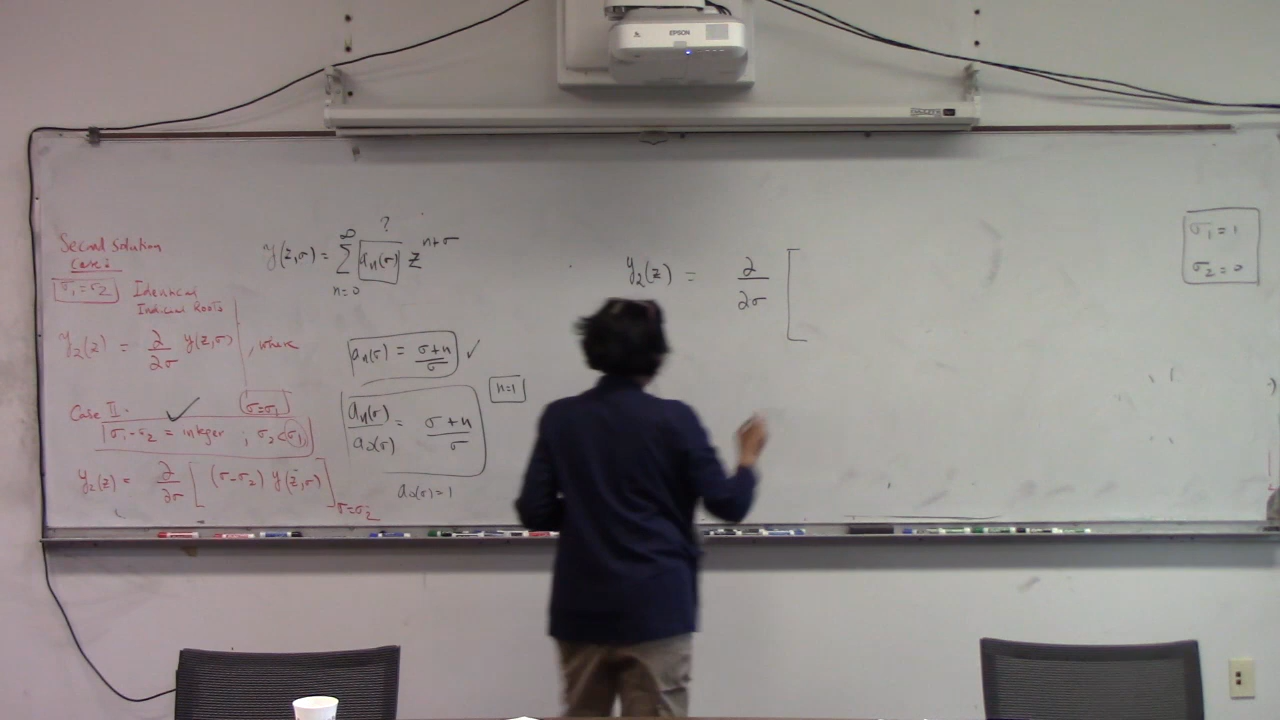 Second Solution
Case:
σ₁ = σ₂ Identical
Indicial Roots
y₂(z) = ∂/∂σ y(z,σ) , where
σ=σ₁
Case II.
σ₁-σ₂ = integer ; σ₂<σ₁
y₂(z) = ∂/∂σ [ (σ-σ₂) y(z,σ) ] σ=σ₂
?
y(z,σ) = ∑ n=0 ∞ aₙ(σ) z^(n+σ)
aₙ(σ) = (σ+n)/σ ✓
n=1
aₙ(σ)/a₀(σ) = (σ+n)/σ
a₀(σ)=1
y₂(z) = ∂/∂σ [
σ₁ = 1
σ₂ = 0
EPSON